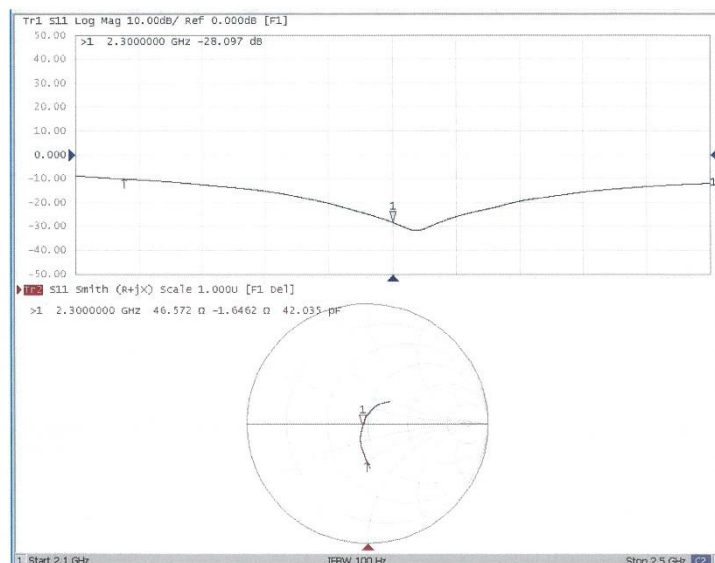 Tr1 S11 Log Mag 10.00dB/ Ref 0.000dB [F1]
50.00
>1 2.3000000 GHz -28.097 dB
40.00
30.00
20.00
10.00
0.000
-10.00
-20.00
-30.00
-40.00
-50.00
1
1
Tr2 S11 Smith (R+jX) Scale 1.000U [F1 Del]
>1 2.3000000 GHz 46.572 Ω -1.6462 Ω 42.035 pF
1
1 Start 2.1 GHz IFBW 100 Hz Stop 2.5 GHz C2